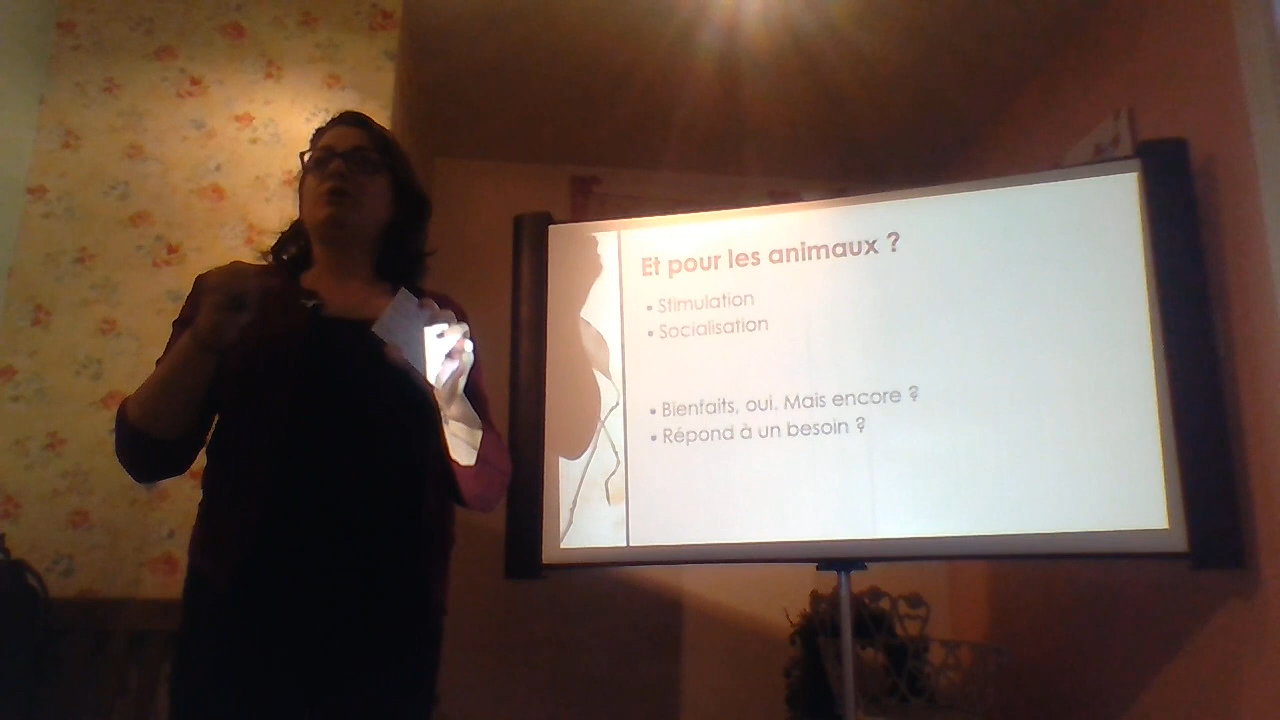 Et pour les animaux ?
• Stimulation
• Socialisation
• Bienfaits, oui. Mais encore ?
• Répond à un besoin ?